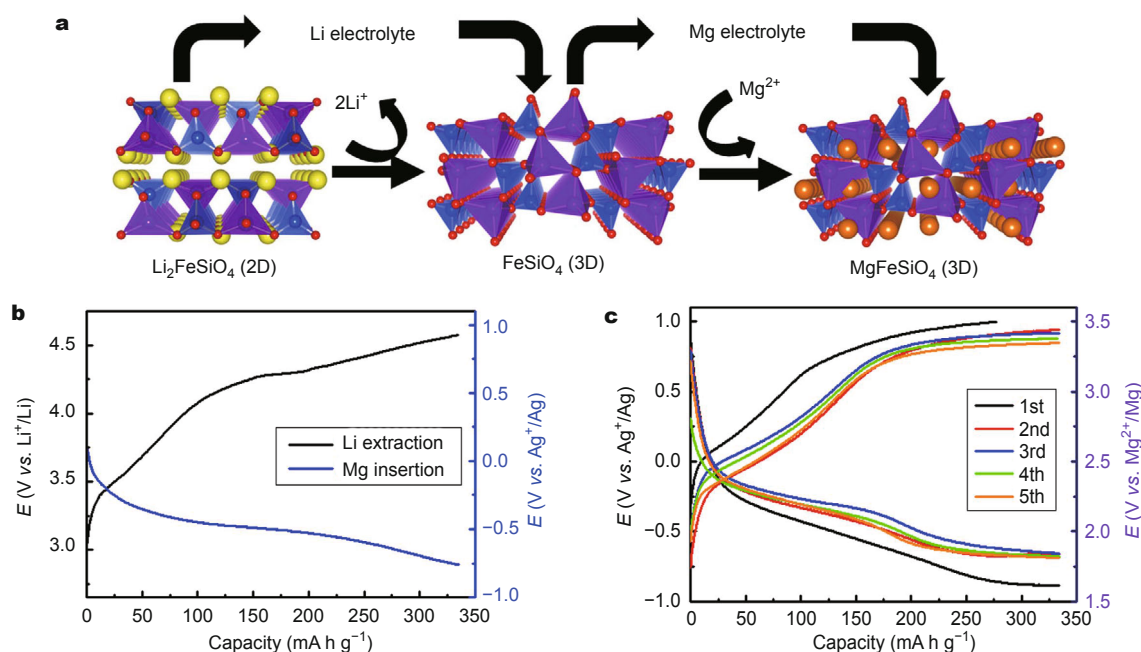 a
Li electrolyte
Mg electrolyte
2Li⁺
Mg²⁺
Li₂FeSiO₄ (2D)
FeSiO₄ (3D)
MgFeSiO₄ (3D)
b
E (V vs. Li⁺/Li)
4.5
4.0
3.5
3.0
Li extraction
Mg insertion
1.0
0.5
0.0
−0.5
−1.0
E (V vs. Ag⁺/Ag)
0 50 100 150 200 250 300 350
Capacity (mA h g⁻¹)
c
E (V vs. Ag⁺/Ag)
1.0
0.5
0.0
−0.5
−1.0
1st
2nd
3rd
4th
5th
3.5
3.0
2.5
2.0
1.5
E (V vs. Mg²⁺/Mg)
0 50 100 150 200 250 300 350
Capacity (mA h g⁻¹)